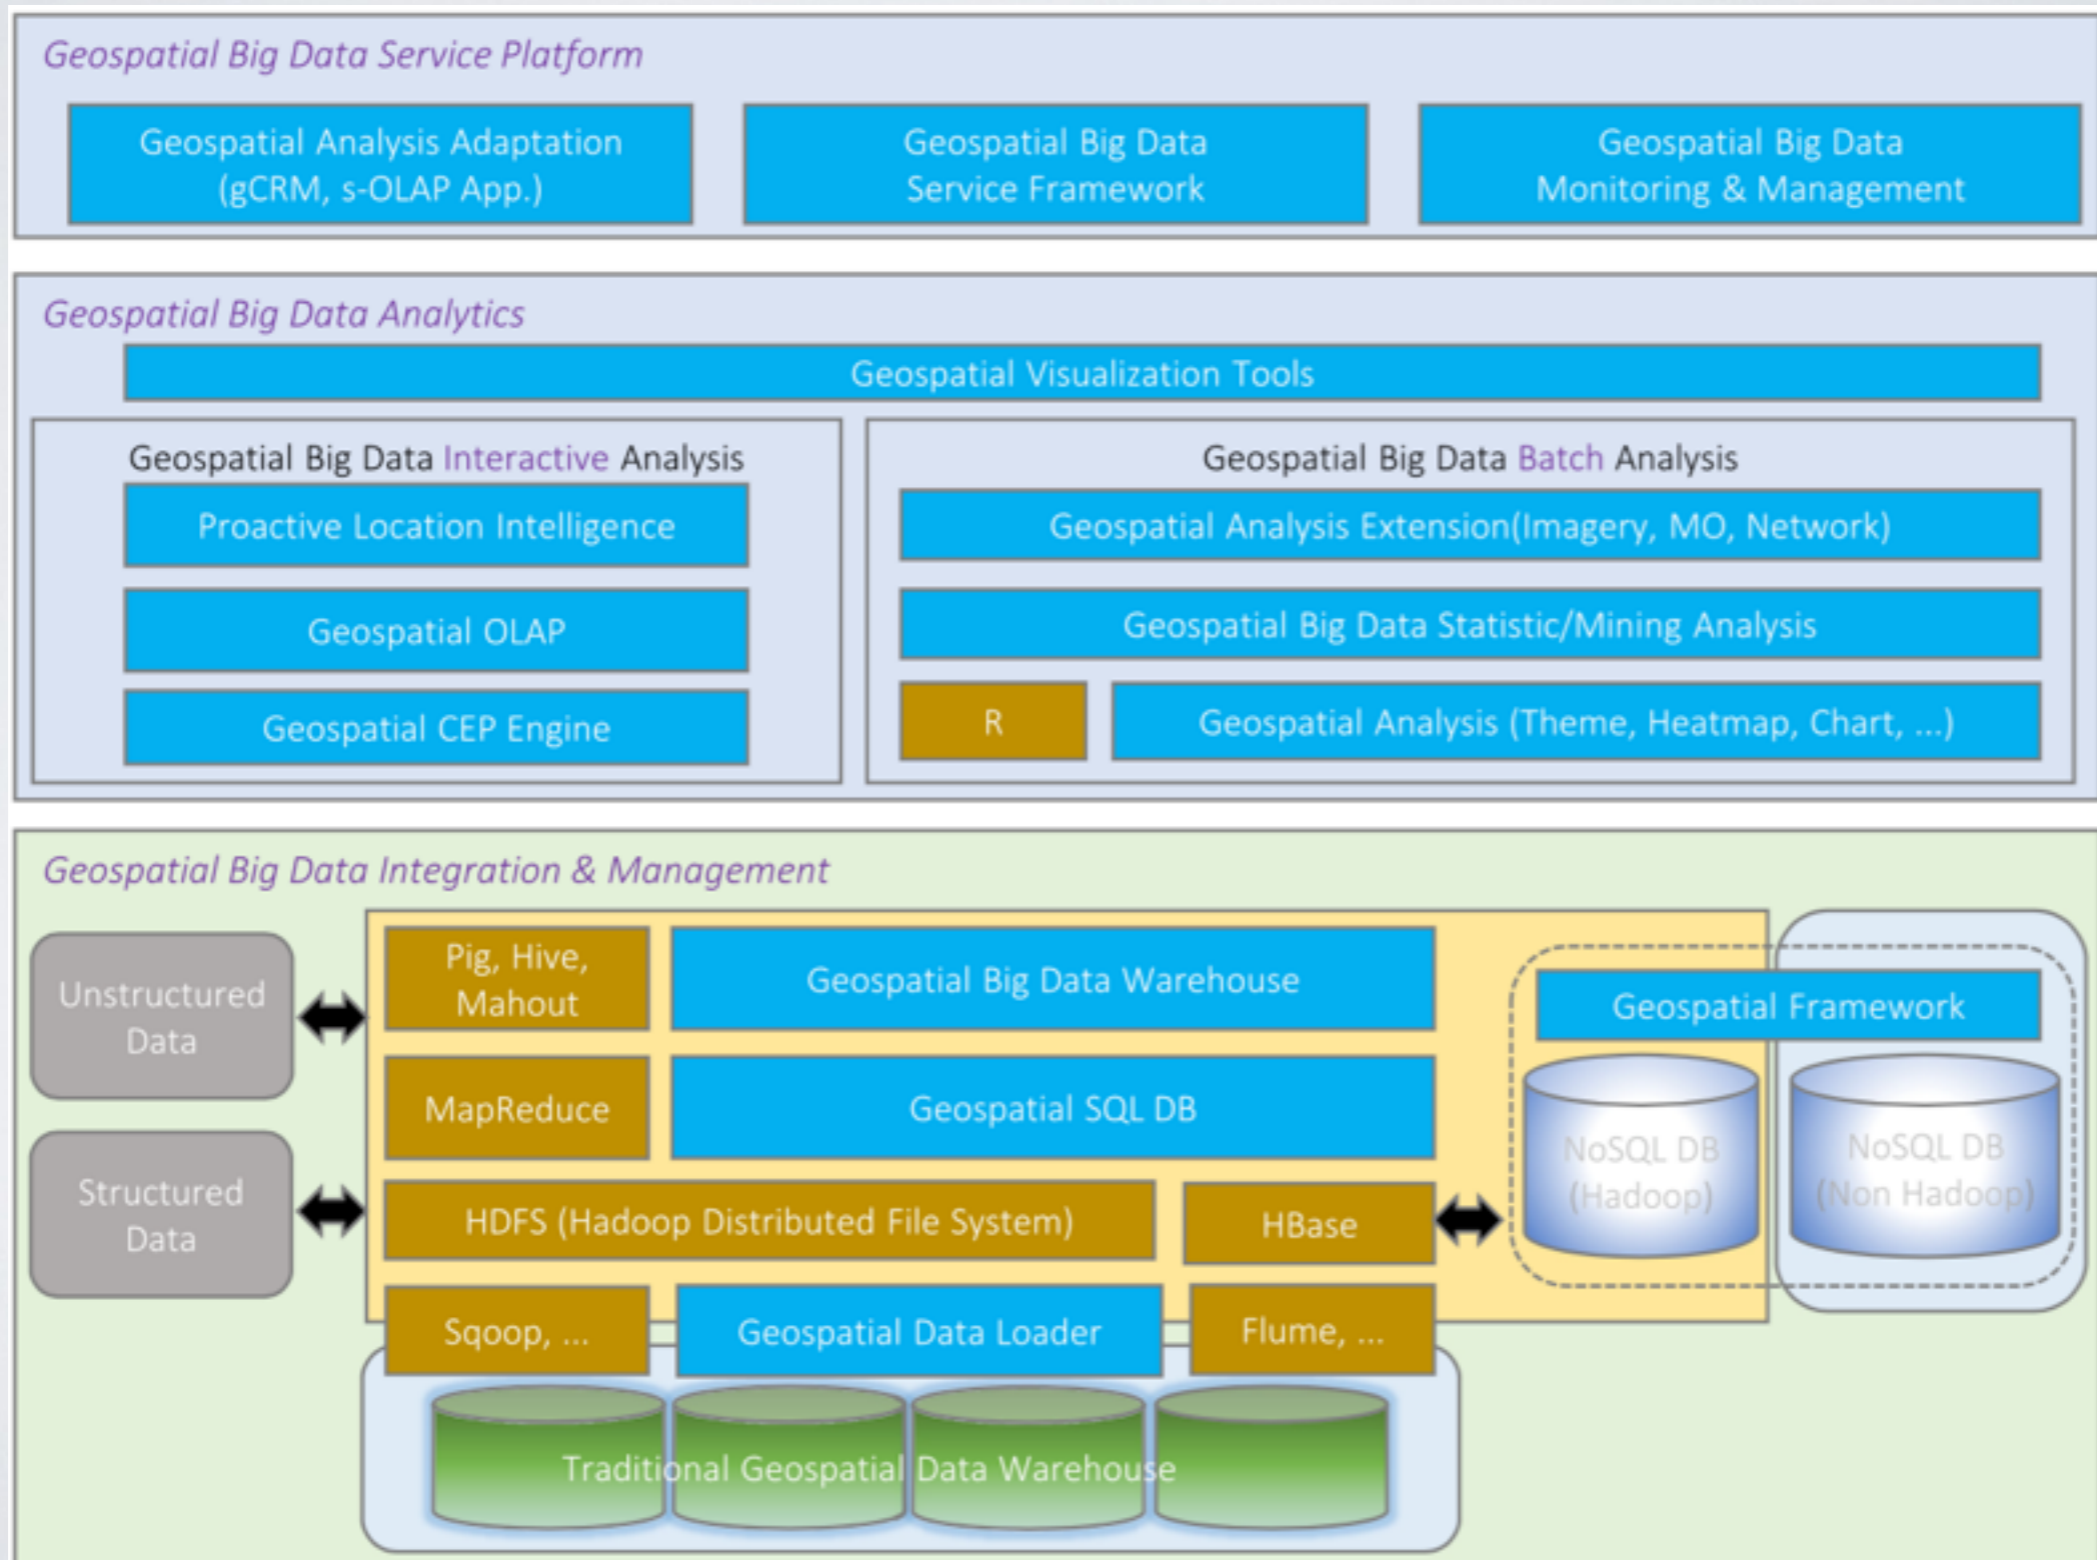 Geospatial Big Data Service Platform
Geospatial Analysis Adaptation
(gCRM, s-OLAP App.)
Geospatial Big Data
Service Framework
Geospatial Big Data
Monitoring & Management
Geospatial Big Data Analytics
Geospatial Visualization Tools
Geospatial Big Data Interactive Analysis
Proactive Location Intelligence
Geospatial OLAP
Geospatial CEP Engine
Geospatial Big Data Batch Analysis
Geospatial Analysis Extension(Imagery, MO, Network)
Geospatial Big Data Statistic/Mining Analysis
R
Geospatial Analysis (Theme, Heatmap, Chart, ...)
Geospatial Big Data Integration & Management
Unstructured
Data
Structured
Data
Pig, Hive,
Mahout
Geospatial Big Data Warehouse
MapReduce
Geospatial SQL DB
HDFS (Hadoop Distributed File System)
HBase
Sqoop, ...
Geospatial Data Loader
Flume, ...
Geospatial Framework
NoSQL DB
(Hadoop)
NoSQL DB
(Non Hadoop)
Traditional Geospatial Data Warehouse